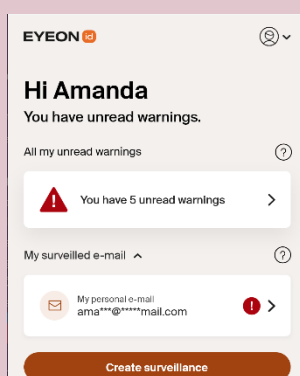 EYEON id
Hi Amanda
You have unread warnings.
All my unread warnings
?
! You have 5 unread warnings
My surveilled e-mail
?
My personal e-mail
ama***@*****mail.com
!
Create surveillance